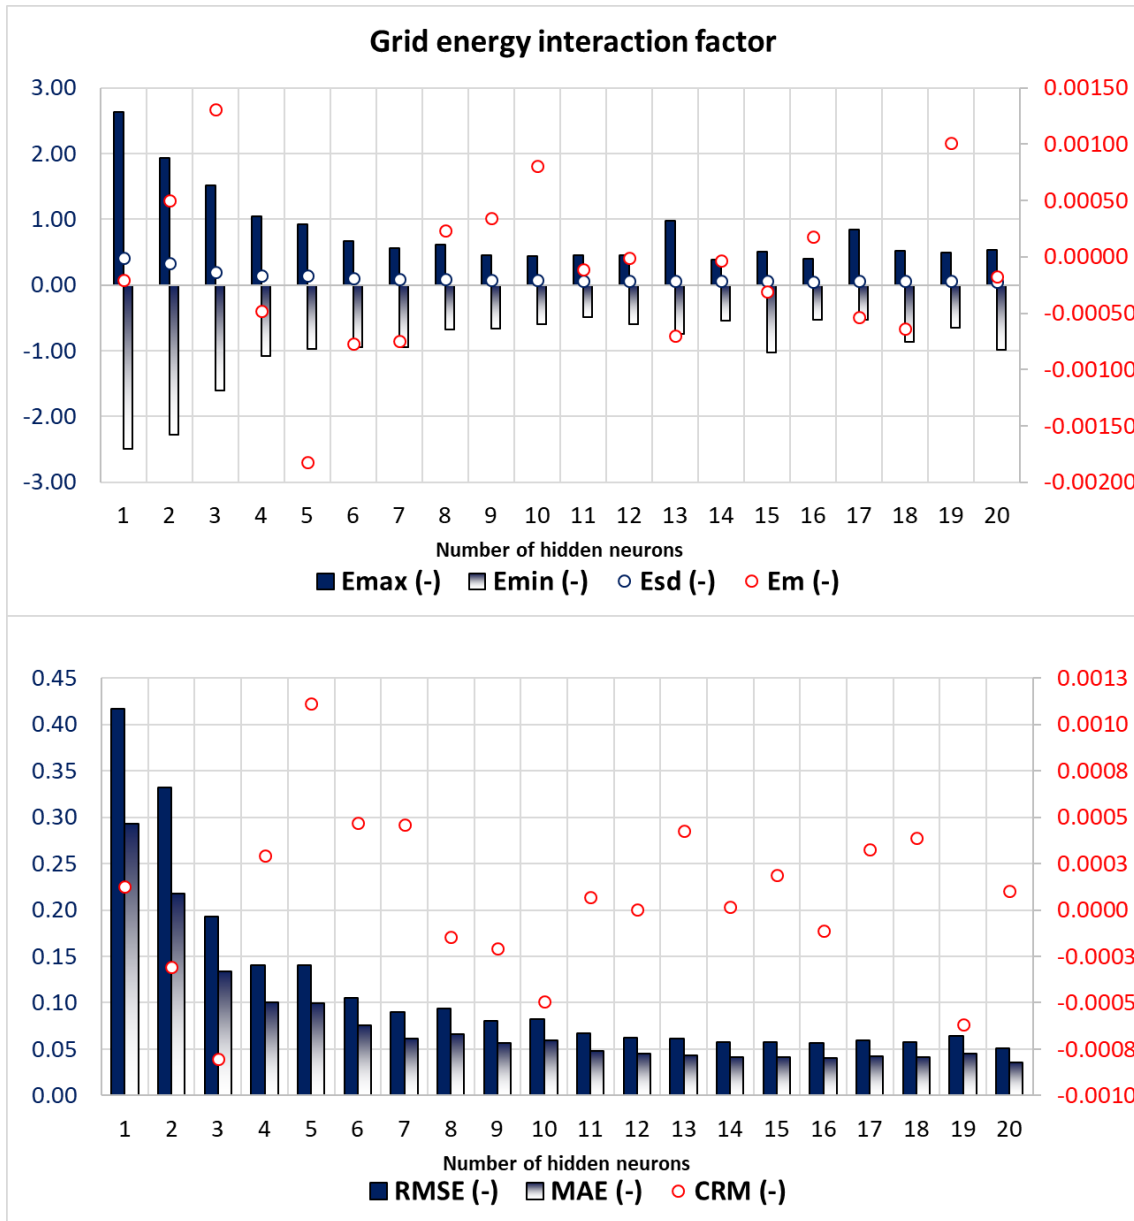 Grid energy interaction factor
3.00 0.00150
2.00 0.00100
1.00 0.00050
0.00 0.00000
-1.00 -0.00050
-2.00 -0.00100
-3.00 -0.00150
-0.00200
1 2 3 4 5 6 7 8 9 10 11 12 13 14 15 16 17 18 19 20
Number of hidden neurons
Emax (-) Emin (-) Esd (-) Em (-)
0.45 0.0013
0.40 0.0010
0.35 0.0008
0.30 0.0005
0.25 0.0003
0.20 0.0000
0.15 -0.0003
0.10 -0.0005
0.05 -0.0008
0.00 -0.0010
1 2 3 4 5 6 7 8 9 10 11 12 13 14 15 16 17 18 19 20
Number of hidden neurons
RMSE (-) MAE (-) CRM (-)